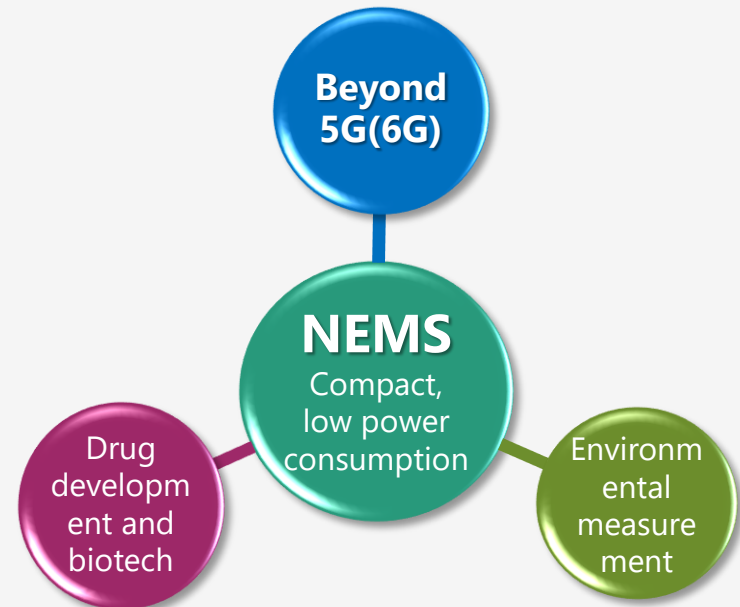 Beyond
5G(6G)
NEMS
Compact,
low power
consumption
Drug
developm
ent and
biotech
Environm
ental
measure
ment